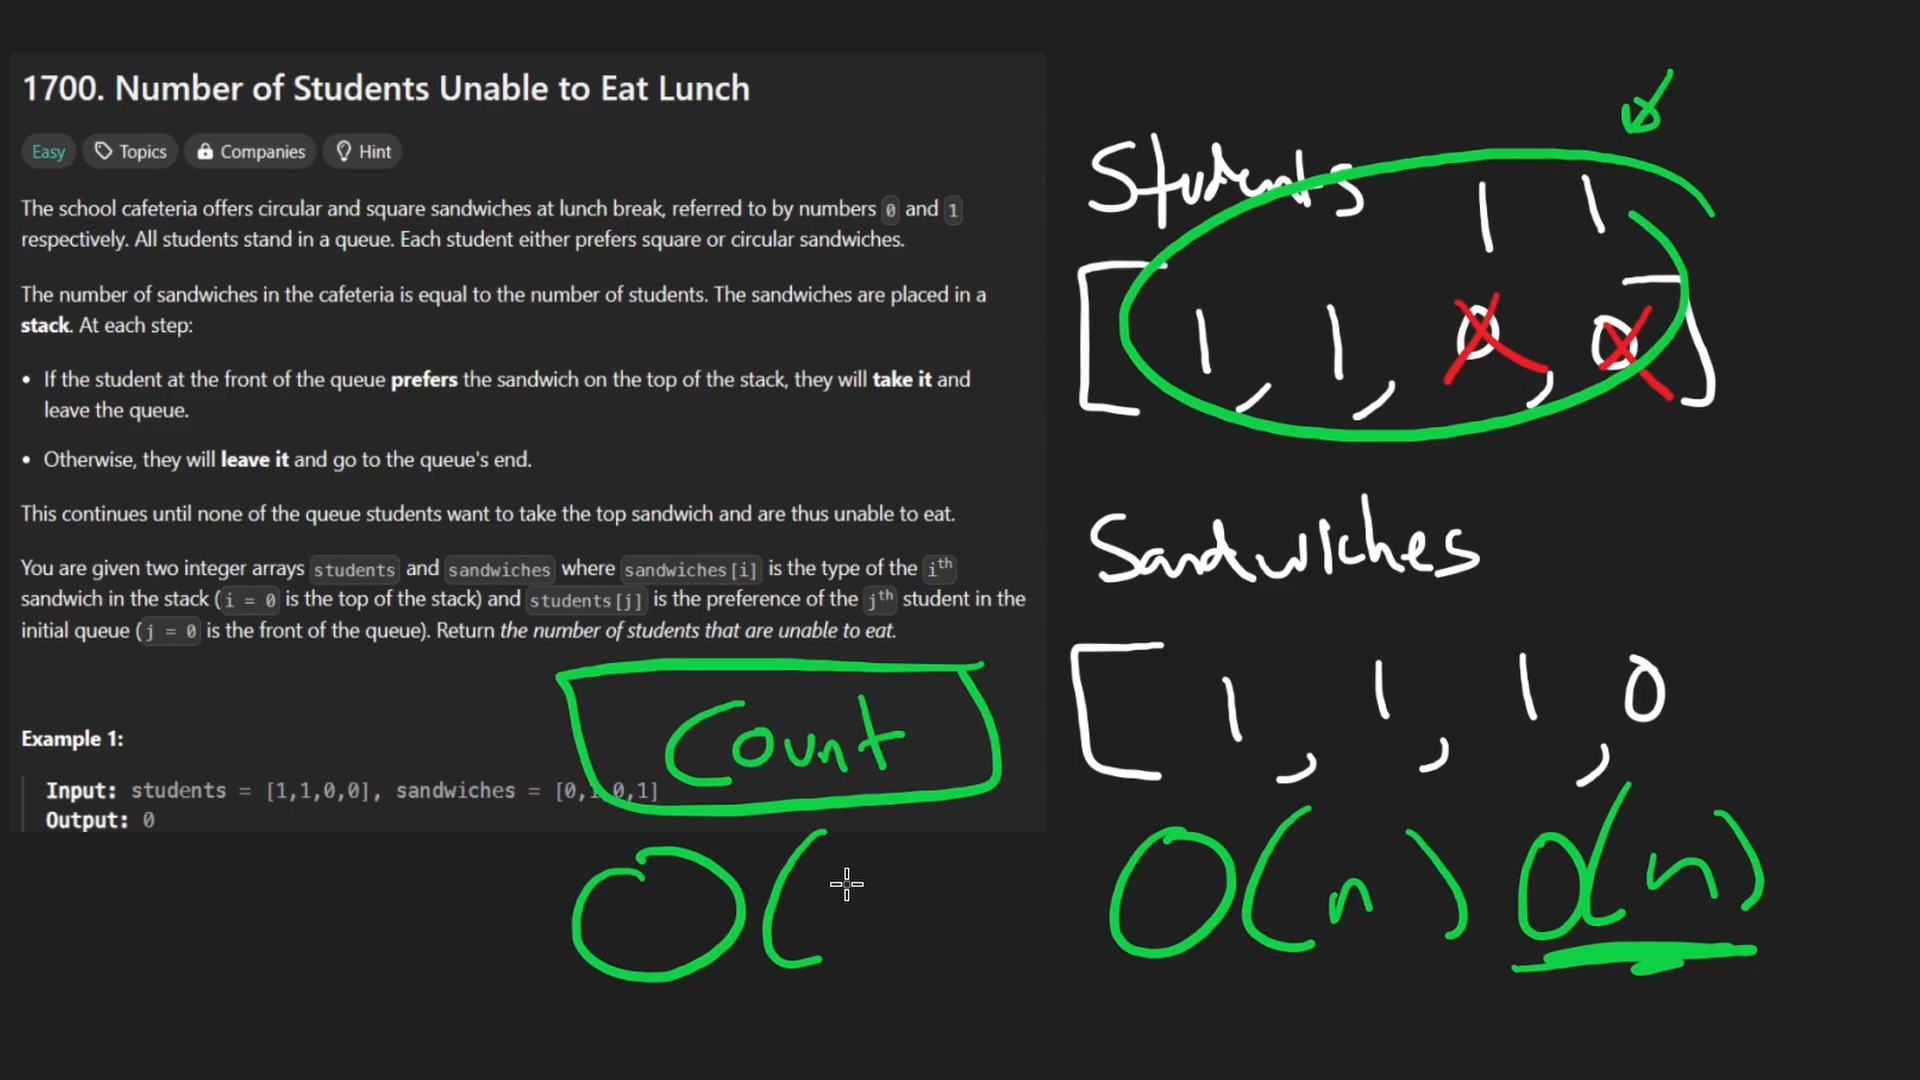 1700. Number of Students Unable to Eat Lunch
Easy Topics Companies Hint
The school cafeteria offers circular and square sandwiches at lunch break, referred to by numbers 0 and 1
respectively. All students stand in a queue. Each student either prefers square or circular sandwiches.
The number of sandwiches in the cafeteria is equal to the number of students. The sandwiches are placed in a
stack. At each step:
• If the student at the front of the queue prefers the sandwich on the top of the stack, they will take it and
leave the queue.
• Otherwise, they will leave it and go to the queue's end.
This continues until none of the queue students want to take the top sandwich and are thus unable to eat.
You are given two integer arrays students and sandwiches where sandwiches[i] is the type of the ith
sandwich in the stack (i = 0 is the top of the stack) and students[j] is the preference of the jth student in the
initial queue (j = 0 is the front of the queue). Return the number of students that are unable to eat.
Example 1:
Input: students = [1,1,0,0], sandwiches = [0,1,0,1]
Output: 0
Count
O(
Students
1 1
[1, 1, 0, 0]
Sandwiches
[1, 1, 1, 0
O(n) O(n)